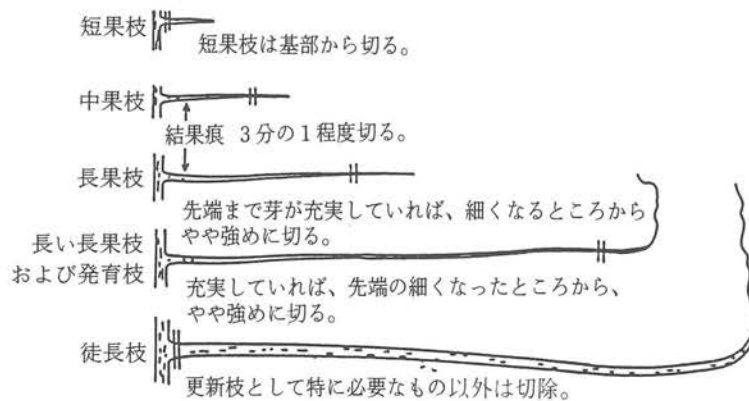 短果枝
短果枝は基部から切る。
中果枝
結果痕 3分の1程度切る。
長果枝
先端まで芽が充実していれば、細くなるところから
やや強めに切る。
長い長果枝
および発育枝
充実していれば、先端の細くなったところから、
やや強めに切る。
徒長枝
更新枝として特に必要なもの以外は切除。